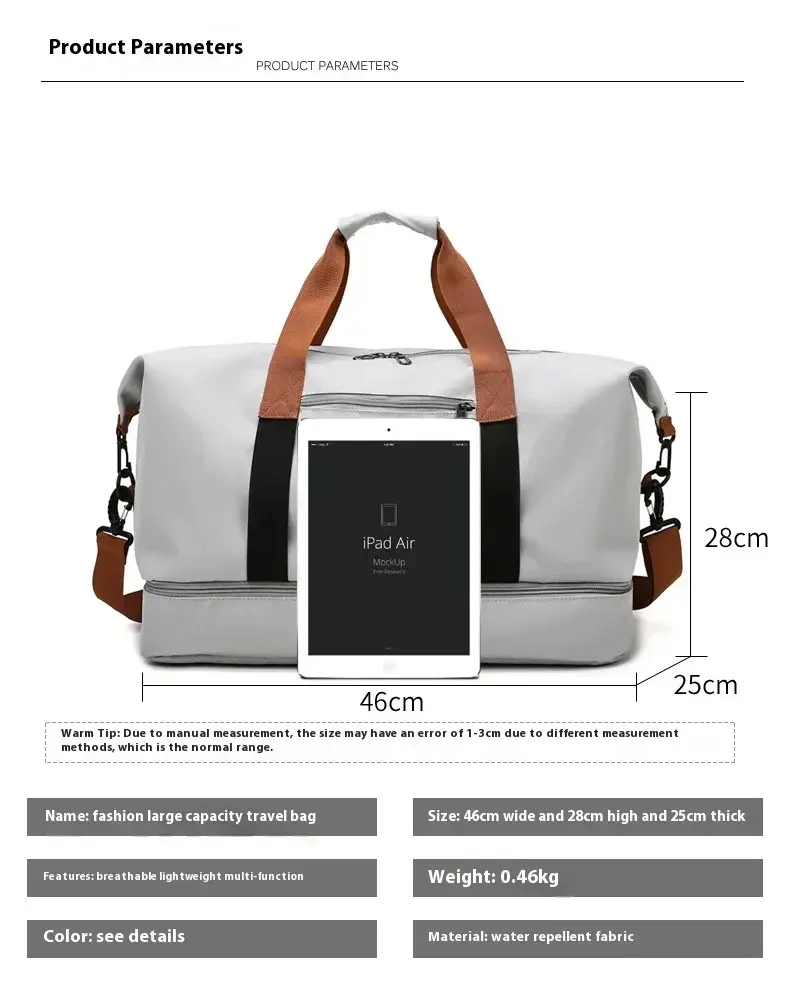 Product Parameters
PRODUCT PARAMETERS
iPad Air
MockUp
Free Resource
28cm
25cm
46cm
Warm Tip: Due to manual measurement, the size may have an error of 1-3cm due to different measurement
methods, which is the normal range.
Name: fashion large capacity travel bag
Size: 46cm wide and 28cm high and 25cm thick
Features: breathable lightweight multi-function
Weight: 0.46kg
Color: see details
Material: water repellent fabric